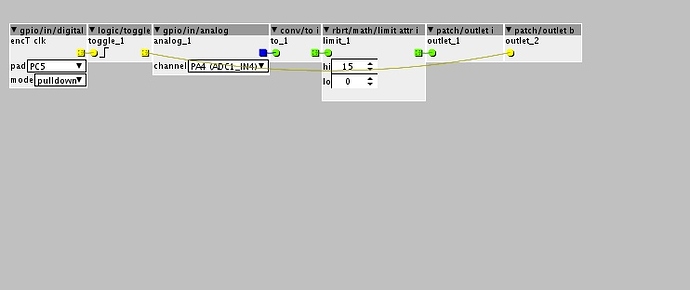 gpio/in/digital
encT clk
pad PC5
mode pulldown
logic/toggle
toggle_1
gpio/in/analog
analog_1
channel PA4 (ADC1_IN4)
conv/to i
to_1
rbrt/math/limit attr i
limit_1
hi 15
lo 0
patch/outlet i
outlet_1
patch/outlet b
outlet_2